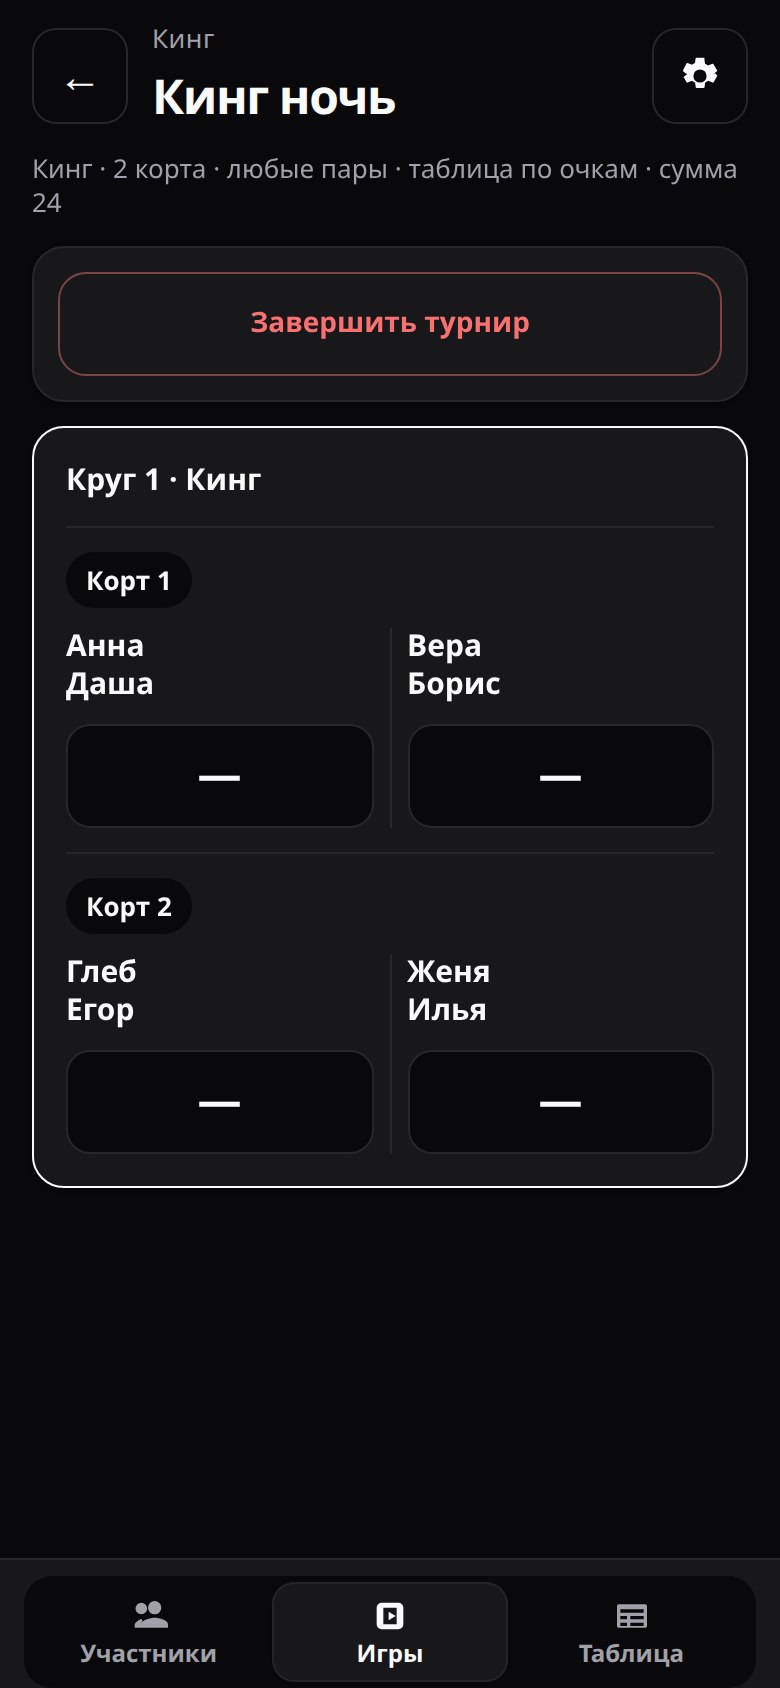 Кинг
←
Кинг ночь
Кинг · 2 корта · любые пары · таблица по очкам · сумма
24
Завершить турнир
Круг 1 · Кинг
Корт 1
Анна
Даша
Вера
Борис
—
—
Корт 2
Глеб
Егор
Женя
Илья
—
—
Участники
Игры
Таблица